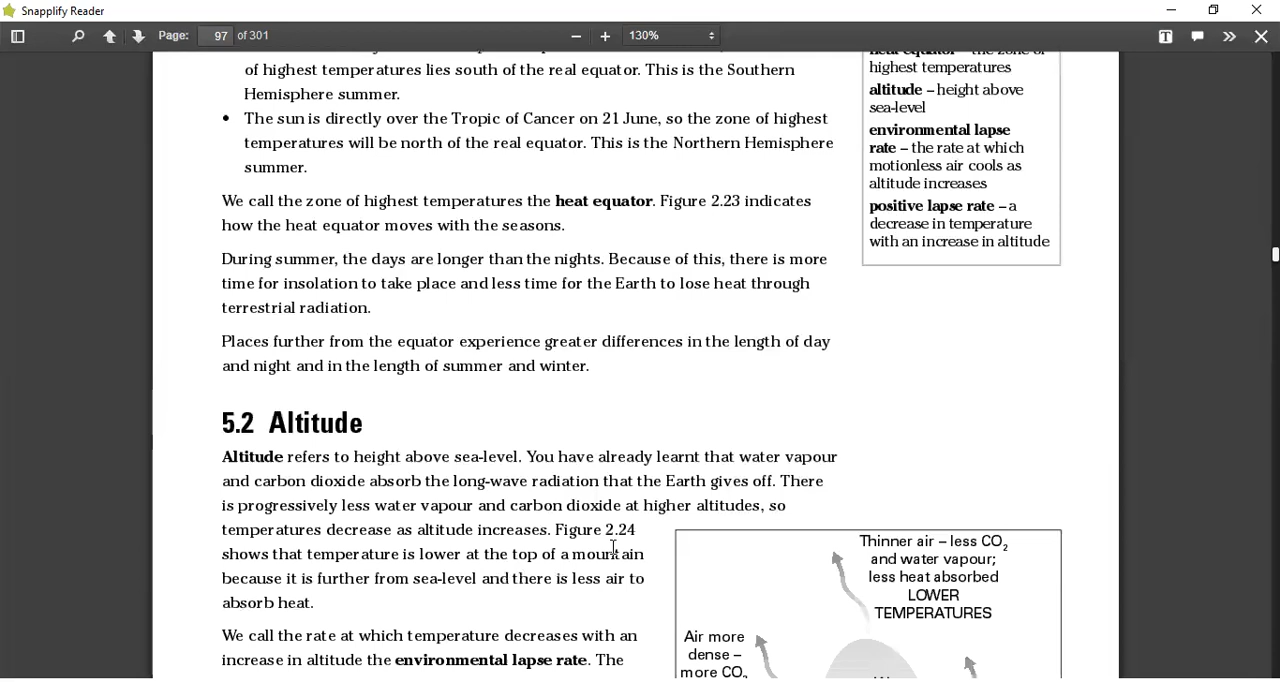 Snapplify Reader
Page: 97 of 301
130%
of highest temperatures lies south of the real equator. This is the Southern
Hemisphere summer.
• The sun is directly over the Tropic of Cancer on 21 June, so the zone of highest
temperatures will be north of the real equator. This is the Northern Hemisphere
summer.
We call the zone of highest temperatures the heat equator. Figure 2.23 indicates
how the heat equator moves with the seasons.
During summer, the days are longer than the nights. Because of this, there is more
time for insolation to take place and less time for the Earth to lose heat through
terrestrial radiation.
Places further from the equator experience greater differences in the length of day
and night and in the length of summer and winter.
heat equator – the zone of
highest temperatures
altitude – height above
sea-level
environmental lapse
rate – the rate at which
motionless air cools as
altitude increases
positive lapse rate – a
decrease in temperature
with an increase in altitude
5.2 Altitude
Altitude refers to height above sea-level. You have already learnt that water vapour
and carbon dioxide absorb the long-wave radiation that the Earth gives off. There
is progressively less water vapour and carbon dioxide at higher altitudes, so
temperatures decrease as altitude increases. Figure 2.24
shows that temperature is lower at the top of a mountain
because it is further from sea-level and there is less air to
absorb heat.
We call the rate at which temperature decreases with an
increase in altitude the environmental lapse rate. The
Thinner air – less CO₂
and water vapour;
less heat absorbed
LOWER
TEMPERATURES
Air more
dense –
more CO₂